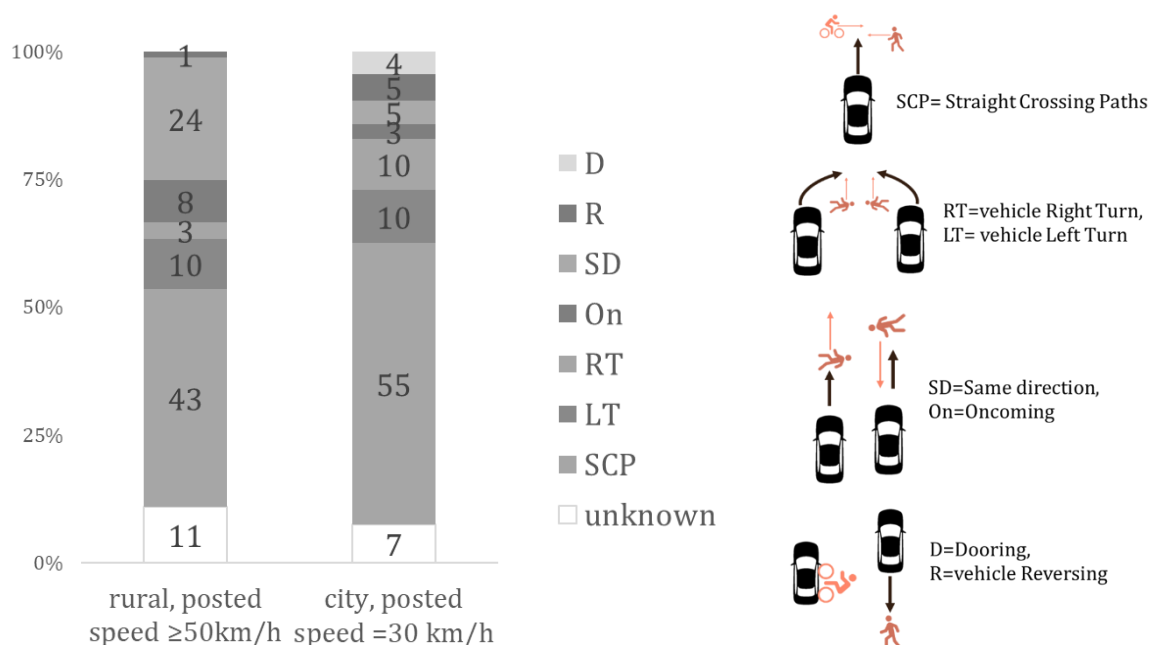 100%
75%
50%
25%
0%
1
24
8
3
10
43
11
4
5
5
3
10
10
55
7
rural, posted
speed ≥50km/h
city, posted
speed =30 km/h
D
R
SD
On
RT
LT
SCP
unknown
SCP= Straight Crossing Paths
RT=vehicle Right Turn,
LT= vehicle Left Turn
SD=Same direction,
On=Oncoming
D=Dooring,
R=vehicle Reversing